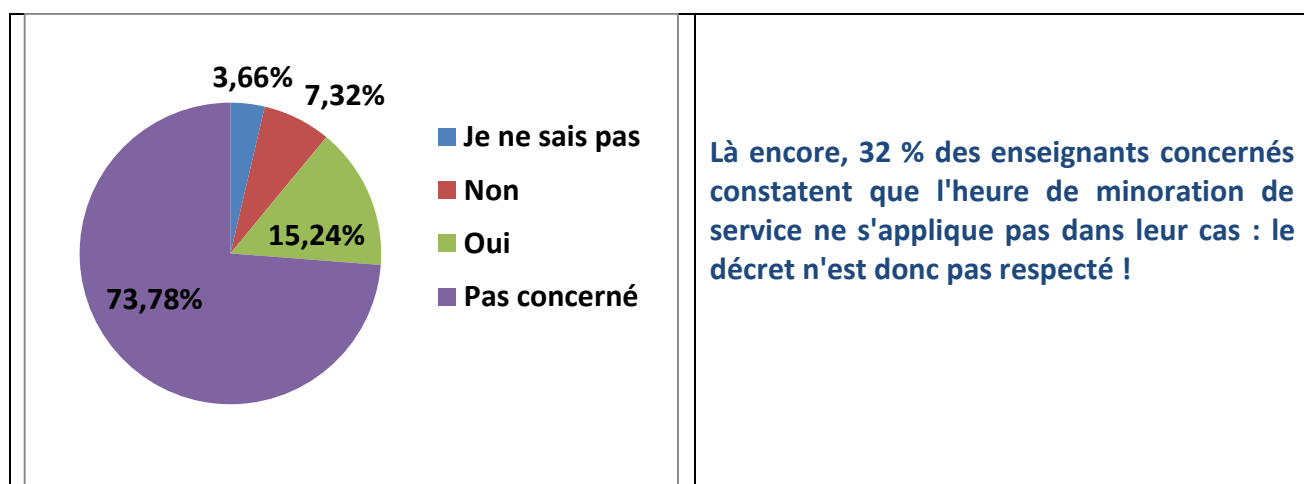 3,66%
7,32%
15,24%
73,78%
Je ne sais pas
Non
Oui
Pas concerné
Là encore, 32 % des enseignants concernés
constatent que l'heure de minoration de
service ne s'applique pas dans leur cas : le
décret n'est donc pas respecté !